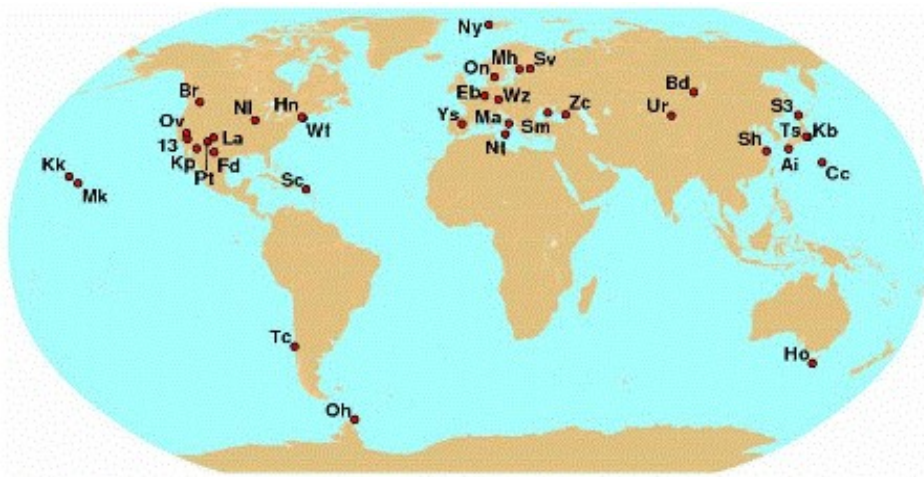 Ny
Mh
Sv
On
Bd
Br
Eb
Wz
Nl
Hn
Zc
Ur
S3
Ov
Wf
Ys
Ma
Sm
Ts
Kb
13
La
Nt
Sh
Kp
Fd
Ai
Pt
Cc
Kk
Mk
Sc
Tc
Ho
Oh